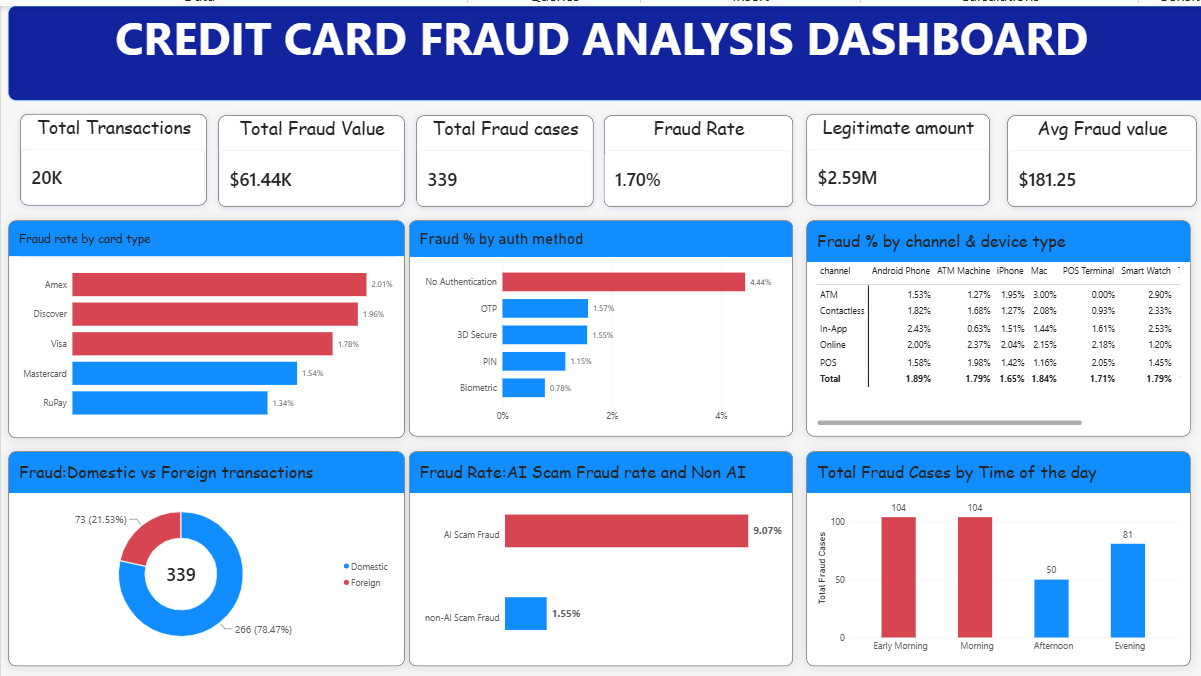 CREDIT CARD FRAUD ANALYSIS DASHBOARD
Total Transactions
20K
Total Fraud Value
$61.44K
Total Fraud cases
339
Fraud Rate
1.70%
Legitimate amount
$2.59M
Avg Fraud value
$181.25
Fraud rate by card type
Amex 2.01%
Discover 1.96%
Visa 1.78%
Mastercard 1.54%
RuPay 1.34%
Fraud % by auth method
No Authentication 4.44%
OTP 1.57%
3D Secure 1.55%
PIN 1.15%
Biometric 0.78%
0% 2% 4%
Fraud % by channel & device type
channel Android Phone ATM Machine iPhone Mac POS Terminal Smart Watch
ATM 1.53% 1.27% 1.95% 3.00% 0.00% 2.90%
Contactless 1.82% 1.68% 1.27% 2.08% 0.93% 2.33%
In-App 2.43% 0.63% 1.51% 1.44% 1.61% 2.53%
Online 2.00% 2.37% 2.04% 2.15% 2.18% 1.20%
POS 1.58% 1.98% 1.42% 1.16% 2.05% 1.45%
Total 1.89% 1.79% 1.65% 1.84% 1.71% 1.79%
Fraud:Domestic vs Foreign transactions
73 (21.53%)
339
266 (78.47%)
Domestic
Foreign
Fraud Rate:AI Scam Fraud rate and Non AI
AI Scam Fraud 9.07%
non-AI Scam Fraud 1.55%
Total Fraud Cases by Time of the day
Total Fraud Cases
100
50
0
104 104 50 81
Early Morning Morning Afternoon Evening